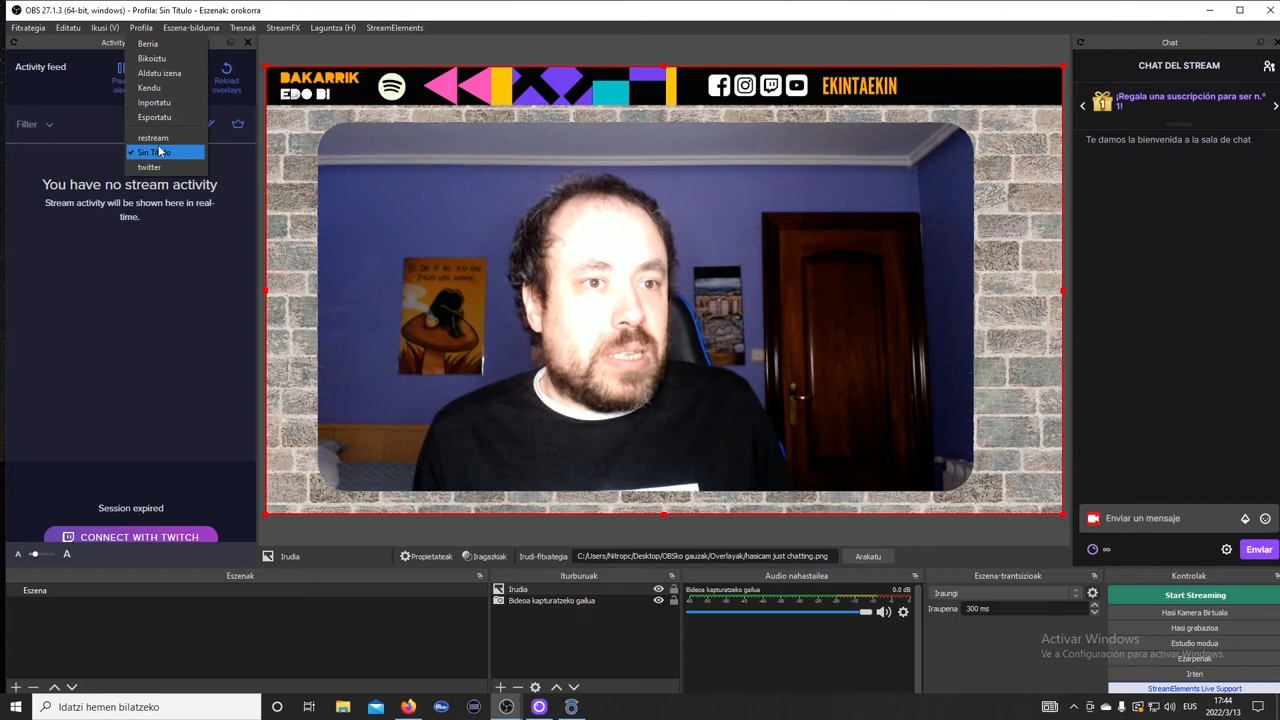 OBS 27.1.3 (64-bit, windows) - Profila: Sin Título - Eszenak: orokorra
Fitxategia Editatu Ikusi (V) Profila Eszena-bilduma Tresnak StreamFX Laguntza (H) StreamElements
Activity
Activity feed
Reload
overlays
Filter
Berria
Bikoiztu
Aldatu izena
Kendu
Inportatu
Esportatu
restream
twitter
You have no stream activity
Stream activity will be shown here in real-
time.
Session expired
CONNECT WITH TWITCH
A A
BAKARRIK
EDO BI
EKINTAEKIN
Chat
CHAT DEL STREAM
1
¡Regala una suscripción para ser n.º
1!
Te damos la bienvenida a la sala de chat
Enviar un mensaje
∞
Enviar
Irudia
Propietateak
Iragazkiak
Irudi-fitxategia
C:/Users/Nitropc/Desktop/OBSko gauzak/Overlayak/hasicam just chatting.png
Arakatu
Eszenak
Eszena
Iturburuak
Irudia
Bideoa kapturatzeko gailua
Audio nahastailea
Bideoa kapturatzeko gailua 0.0 dB
Eszena-trantsizioak
Iraungi
Iraupena 300 ms
Kontrolak
Start Streaming
Hasi Kamera Birtuala
Hasi grabazioa
Estudio modua
Ezarpenak
Irten
StreamElements Live Support
Activar Windows
Ve a Configuración para activar Windows.
Idatzi hemen bilatzeko
EUS
17:44
2022/3/13